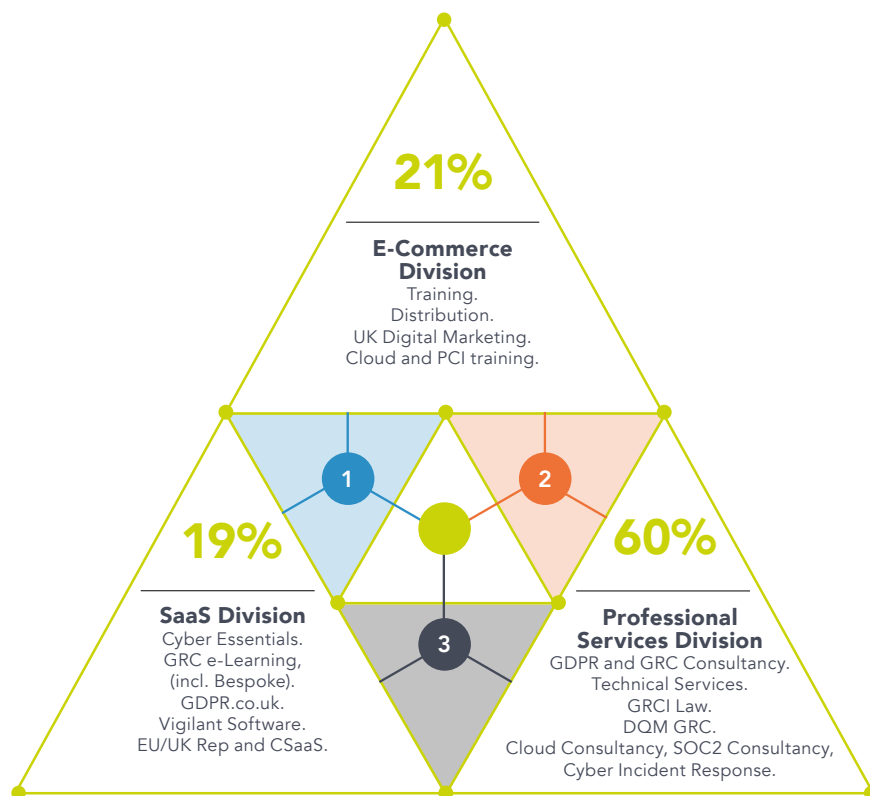 21%
E-Commerce
Division
Training.
Distribution.
UK Digital Marketing.
Cloud and PCI training.
1
2
19%
SaaS Division
Cyber Essentials.
GRC e-Learning,
(incl. Bespoke).
GDPR.co.uk.
Vigilant Software.
EU/UK Rep and CSaaS.
3
60%
Professional
Services Division
GDPR and GRC Consultancy.
Technical Services.
GRCI Law.
DQM GRC.
Cloud Consultancy, SOC2 Consultancy,
Cyber Incident Response.